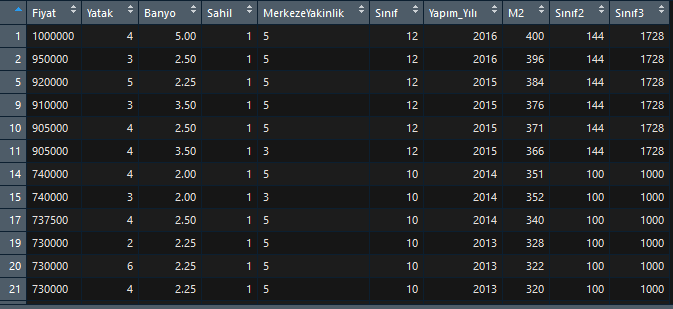 Fiyat Yatak Banyo Sahil MerkezeYakinlik Sınıf Yapım_Yılı M2 Sınıf2 Sınıf3
1 1000000 4 5.00 1 5 12 2016 400 144 1728
2 950000 3 2.50 1 5 12 2016 396 144 1728
5 920000 5 2.25 1 5 12 2015 384 144 1728
9 910000 3 3.50 1 5 12 2015 376 144 1728
10 905000 4 2.50 1 5 12 2015 371 144 1728
11 905000 4 3.50 1 3 12 2015 366 144 1728
14 740000 4 2.00 1 5 10 2014 351 100 1000
15 740000 3 2.00 1 3 10 2014 352 100 1000
17 737500 4 2.50 1 5 10 2014 340 100 1000
19 730000 2 2.25 1 5 10 2013 328 100 1000
20 730000 6 2.25 1 5 10 2013 322 100 1000
21 730000 4 2.25 1 5 10 2013 320 100 1000